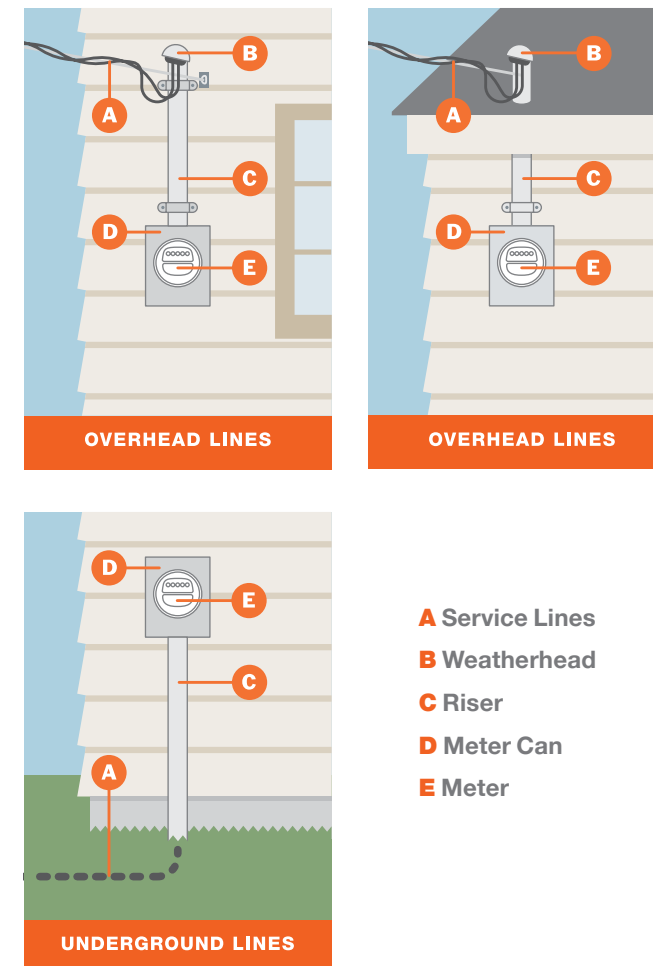 B
A
C
D
E
OVERHEAD LINES
B
A
C
D
E
OVERHEAD LINES
D
E
C
A
UNDERGROUND LINES
A Service Lines
B Weatherhead
C Riser
D Meter Can
E Meter